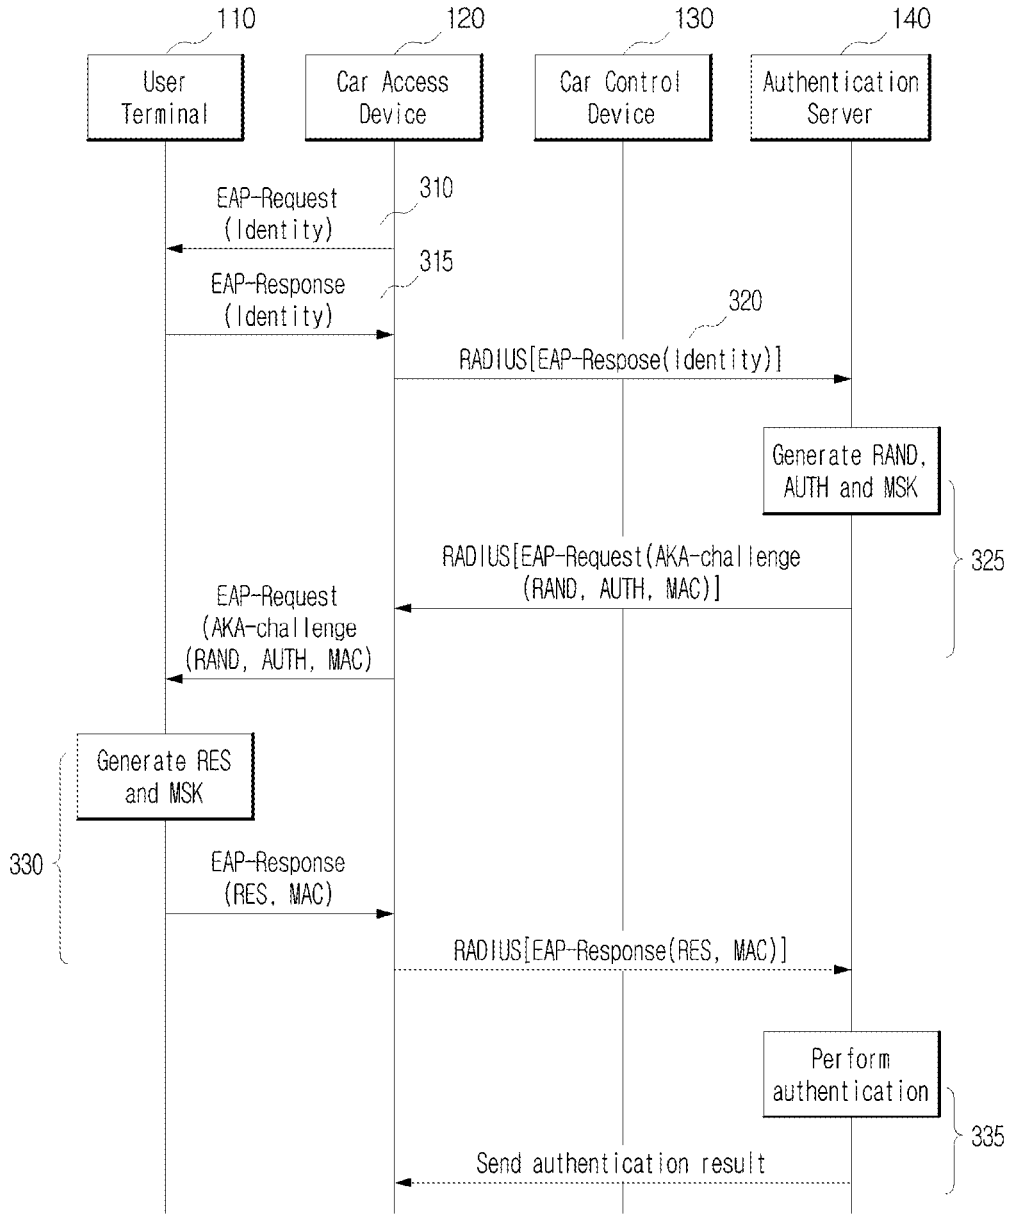 110
120
130
140
User
Terminal
Car Access
Device
Car Control
Device
Authentication
Server
EAP-Request
(Identity)
310
EAP-Response
(Identity)
315
320
RADIUS[EAP-Respose(Identity)]
Generate RAND,
AUTH and MSK
325
RADIUS[EAP-Request(AKA-challenge
(RAND, AUTH, MAC)]
EAP-Request
(AKA-challenge
(RAND, AUTH, MAC)
Generate RES
and MSK
330
EAP-Response
(RES, MAC)
RADIUS[EAP-Response(RES, MAC)]
Perform
authentication
335
Send authentication result